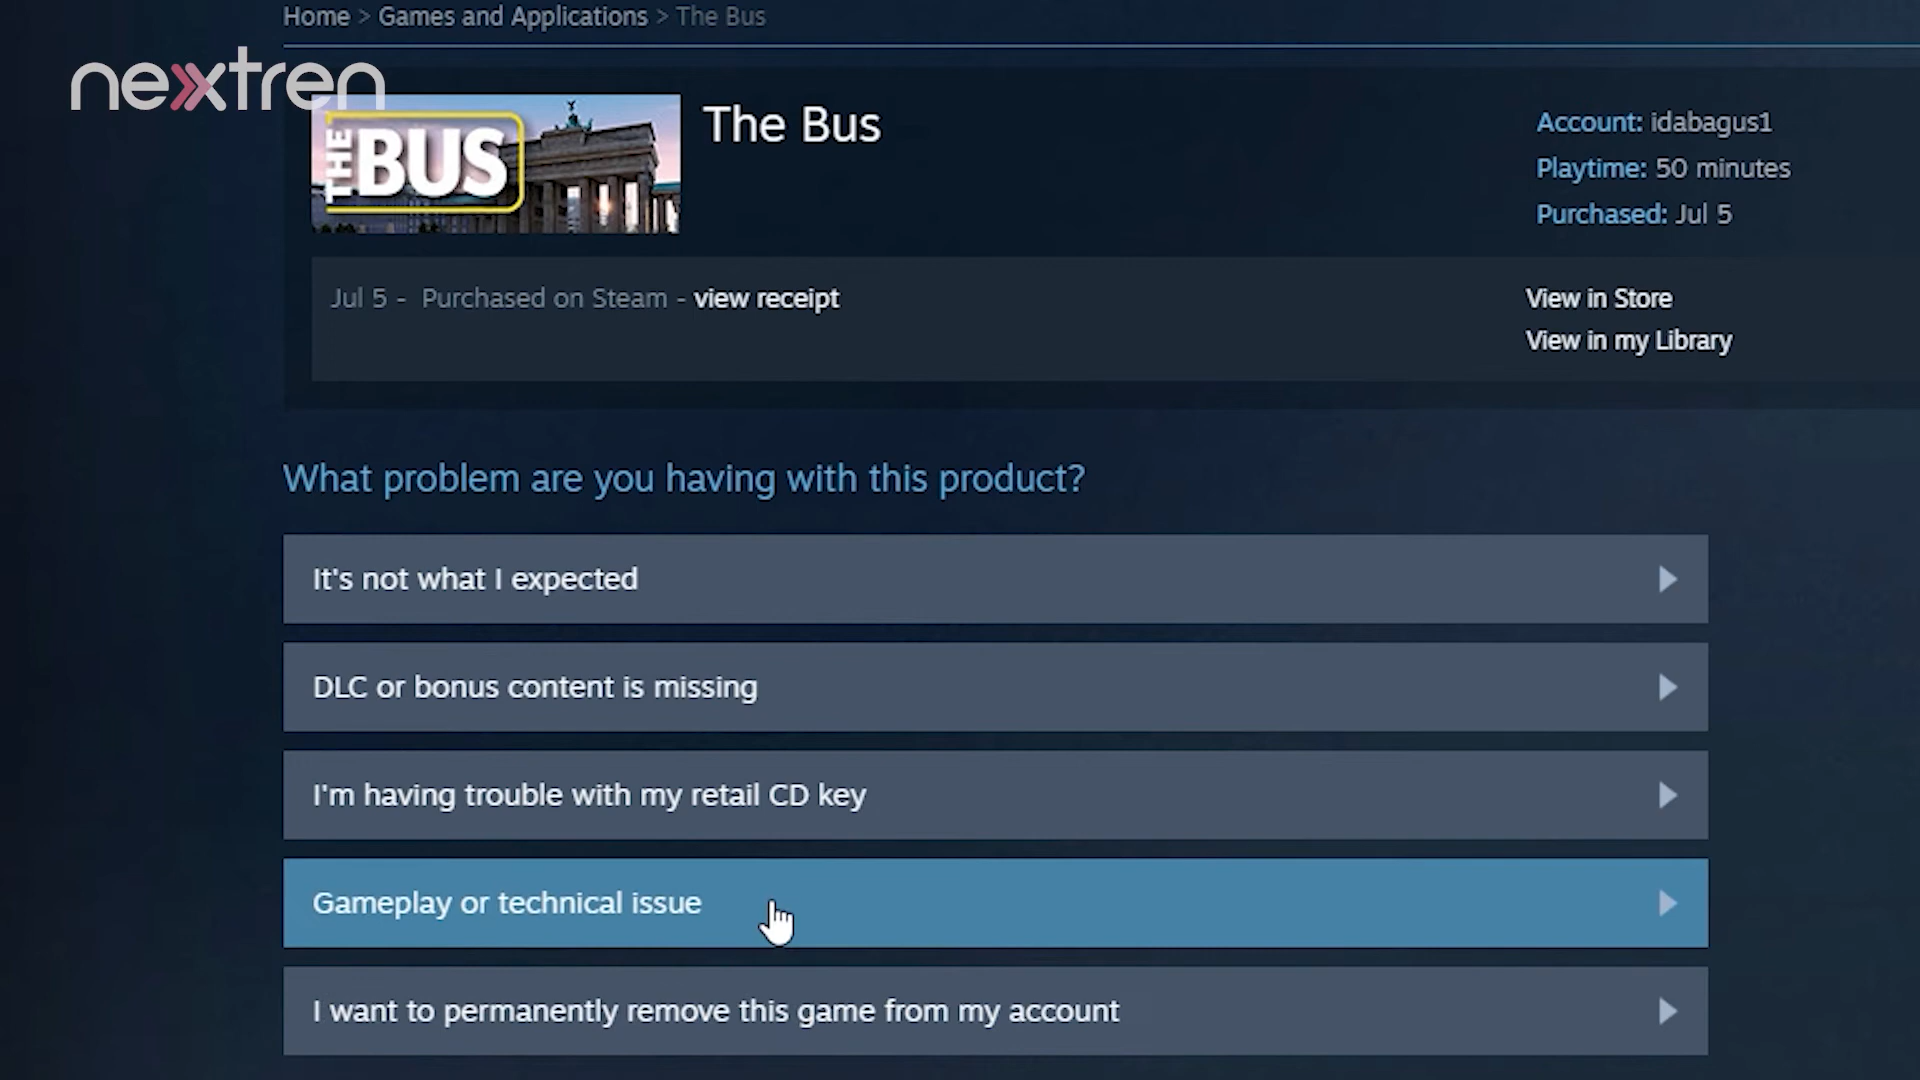 Home > Games and Applications > The Bus
nextren
THE BUS
The Bus
Account: idabagus1
Playtime: 50 minutes
Purchased: Jul 5
Jul 5 - Purchased on Steam - view receipt
View in Store
View in my Library
What problem are you having with this product?
It's not what I expected
DLC or bonus content is missing
I'm having trouble with my retail CD key
Gameplay or technical issue
I want to permanently remove this game from my account